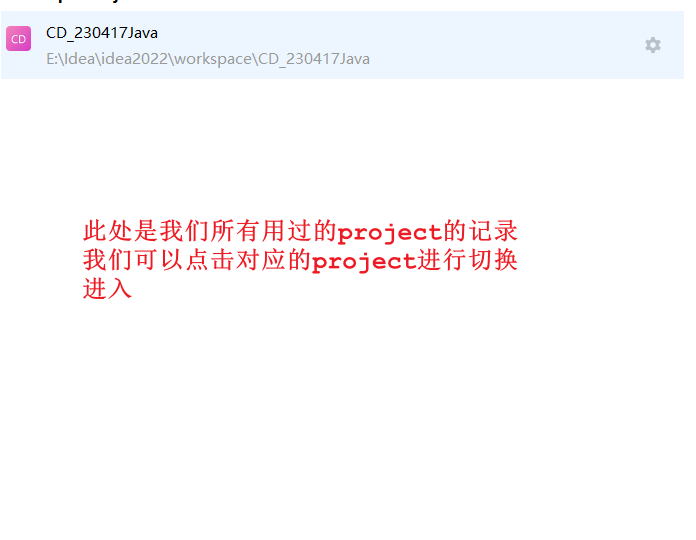 CD
CD_230417Java
E:\Idea\idea2022\workspace\CD_230417Java
此处是我们所有用过的project的记录
我们可以点击对应的project进行切换
进入